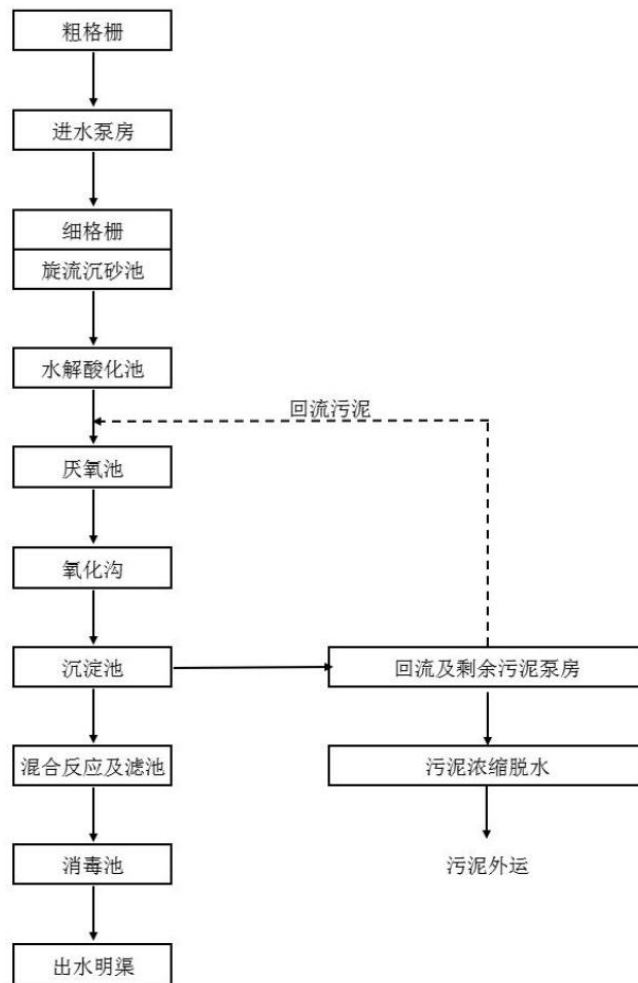 粗格栅
进水泵房
细格栅
旋流沉砂池
水解酸化池
回流污泥
厌氧池
氧化沟
沉淀池
回流及剩余污泥泵房
混合反应及滤池
污泥浓缩脱水
消毒池
污泥外运
出水明渠